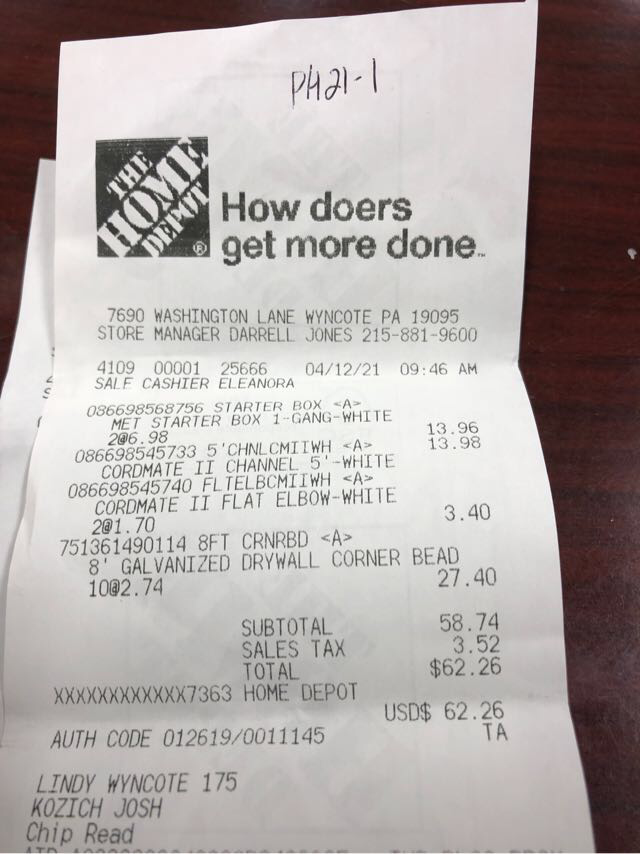 PH21-1
THE
HOME
DEPOT
®
How doers
get more done™
7690 WASHINGTON LANE WYNCOTE PA 19095
STORE MANAGER DARRELL JONES 215-881-9600
4109 00001 25666 04/12/21 09:46 AM
SALE CASHIER ELEANORA
086698568756 STARTER BOX <A>
MET STARTER BOX 1-GANG-WHITE
2@6.98 13.96
086698545733 5'CHNLCMIIWH <A> 13.98
CORDMATE II CHANNEL 5'-WHITE
086698545740 FLTELBCMIIWH <A>
CORDMATE II FLAT ELBOW-WHITE
2@1.70 3.40
751361490114 8FT CRNRBD <A>
8' GALVANIZED DRYWALL CORNER BEAD
10@2.74 27.40
SUBTOTAL 58.74
SALES TAX 3.52
TOTAL $62.26
XXXXXXXXXXXX7363 HOME DEPOT
USD$ 62.26
AUTH CODE 012619/0011145 TA
LINDY WYNCOTE 175
KOZICH JOSH
Chip Read